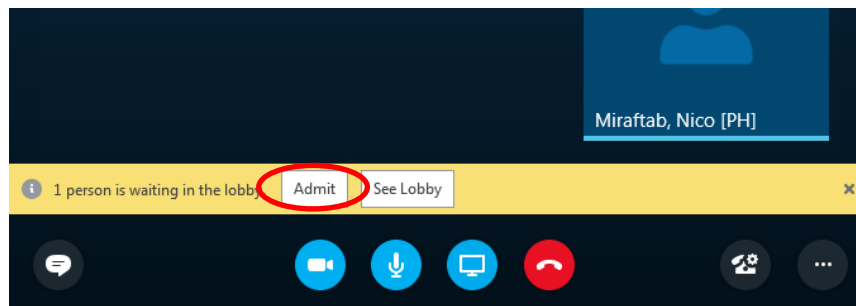 Miraftab, Nico [PH]
1 person is waiting in the lobby Admit See Lobby